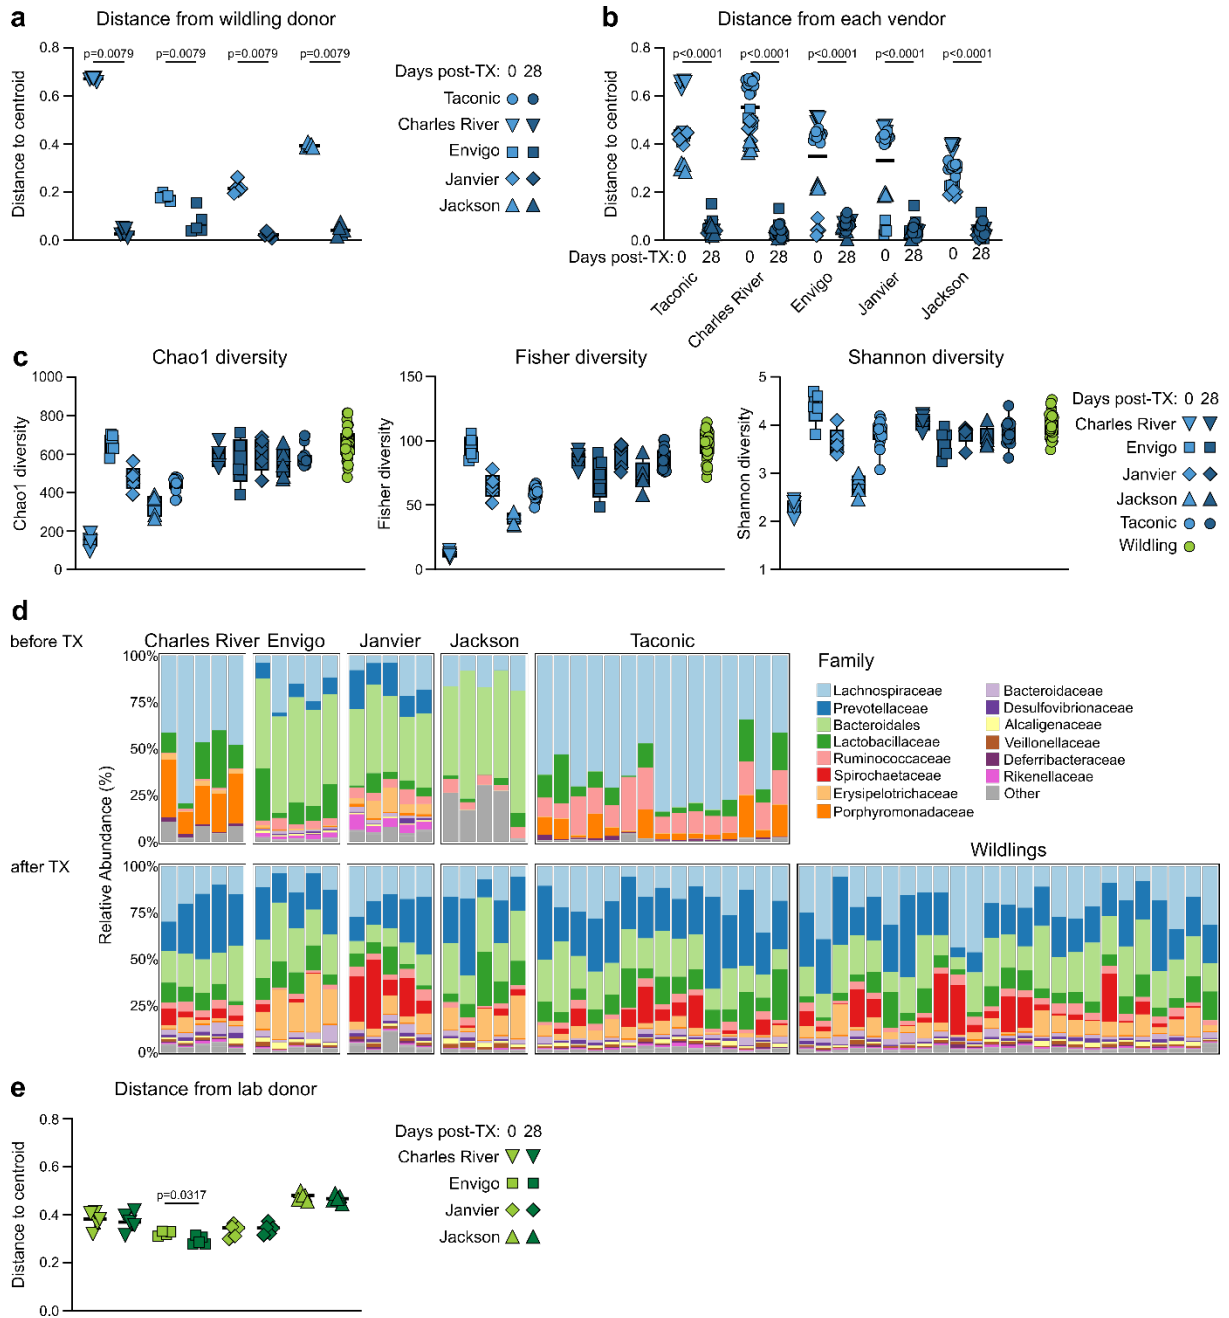 a
Distance from wildling donor
p=0.0079 p=0.0079 p=0.0079 p=0.0079
Distance to centroid
0.8
0.6
0.4
0.2
0.0
Days post-TX: 0 28
Taconic
Charles River
Envigo
Janvier
Jackson
b
Distance from each vendor
p<0.0001 p<0.0001 p<0.0001 p<0.0001 p<0.0001
Distance to centroid
0.8
0.6
0.4
0.2
0.0
Days post-TX: 0 28 0 28 0 28 0 28 0 28
Taconic
Charles River
Envigo
Janvier
Jackson
c
Chao1 diversity
Chao1 diversity
1000
800
600
400
200
0
Fisher diversity
Fisher diversity
150
100
50
0
Shannon diversity
Shannon diversity
5
4
3
2
1
Days post-TX: 0 28
Charles River
Envigo
Janvier
Jackson
Taconic
Wildling
d
before TX
Charles River Envigo Janvier Jackson Taconic
100%
75%
50%
25%
0%
Relative Abundance (%)
Family
Lachnospiraceae
Prevotellaceae
Bacteroidales
Lactobacillaceae
Ruminococcaceae
Spirochaetaceae
Erysipelotrichaceae
Porphyromonadaceae
Bacteroidaceae
Desulfovibrionaceae
Alcaligenaceae
Veillonellaceae
Deferribacteraceae
Rikenellaceae
Other
after TX
Wildlings
100%
75%
50%
25%
0%
e
Distance from lab donor
p=0.0317
Distance to centroid
0.8
0.6
0.4
0.2
0.0
Days post-TX: 0 28
Charles River
Envigo
Janvier
Jackson